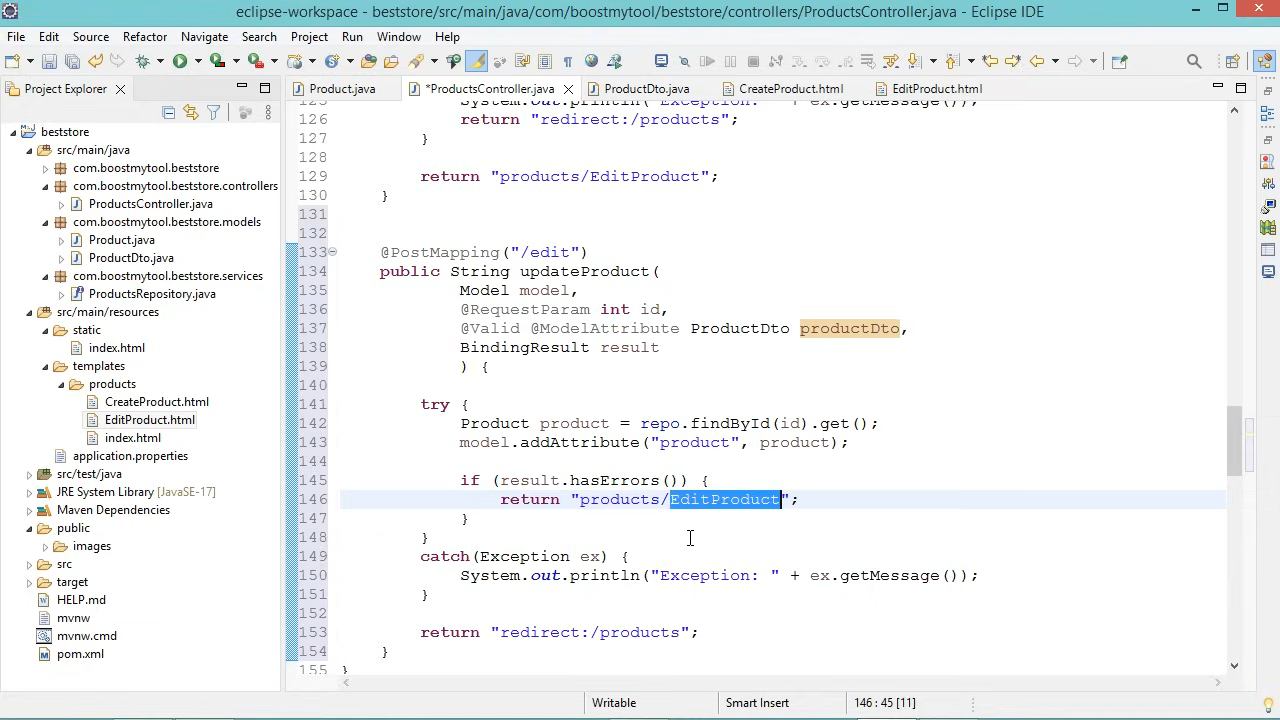 eclipse-workspace - beststore/src/main/java/com/boostmytool/beststore/controllers/ProductsController.java - Eclipse IDE
File Edit Source Refactor Navigate Search Project Run Window Help
Project Explorer
Product.java *ProductsController.java ProductDto.java CreateProduct.html EditProduct.html
beststore
src/main/java
com.boostmytool.beststore
com.boostmytool.beststore.controllers
ProductsController.java
com.boostmytool.beststore.models
Product.java
ProductDto.java
com.boostmytool.beststore.services
ProductsRepository.java
src/main/resources
static
index.html
templates
products
CreateProduct.html
EditProduct.html
index.html
application.properties
src/test/java
JRE System Library [JavaSE-17]
Maven Dependencies
public
images
src
target
HELP.md
mvnw
mvnw.cmd
pom.xml
125 System.out.println("Exception: " + ex.getMessage());
126 return "redirect:/products";
127 }
128
129 return "products/EditProduct";
130 }
131
132
133 @PostMapping("/edit")
134 public String updateProduct(
135 Model model,
136 @RequestParam int id,
137 @Valid @ModelAttribute ProductDto productDto,
138 BindingResult result
139 ) {
140
141 try {
142 Product product = repo.findById(id).get();
143 model.addAttribute("product", product);
144
145 if (result.hasErrors()) {
146 return "products/EditProduct";
147 }
148 }
149 catch(Exception ex) {
150 System.out.println("Exception: " + ex.getMessage());
151 }
152
153 return "redirect:/products";
154 }
155 }
Writable Smart Insert 146 : 45 [11]